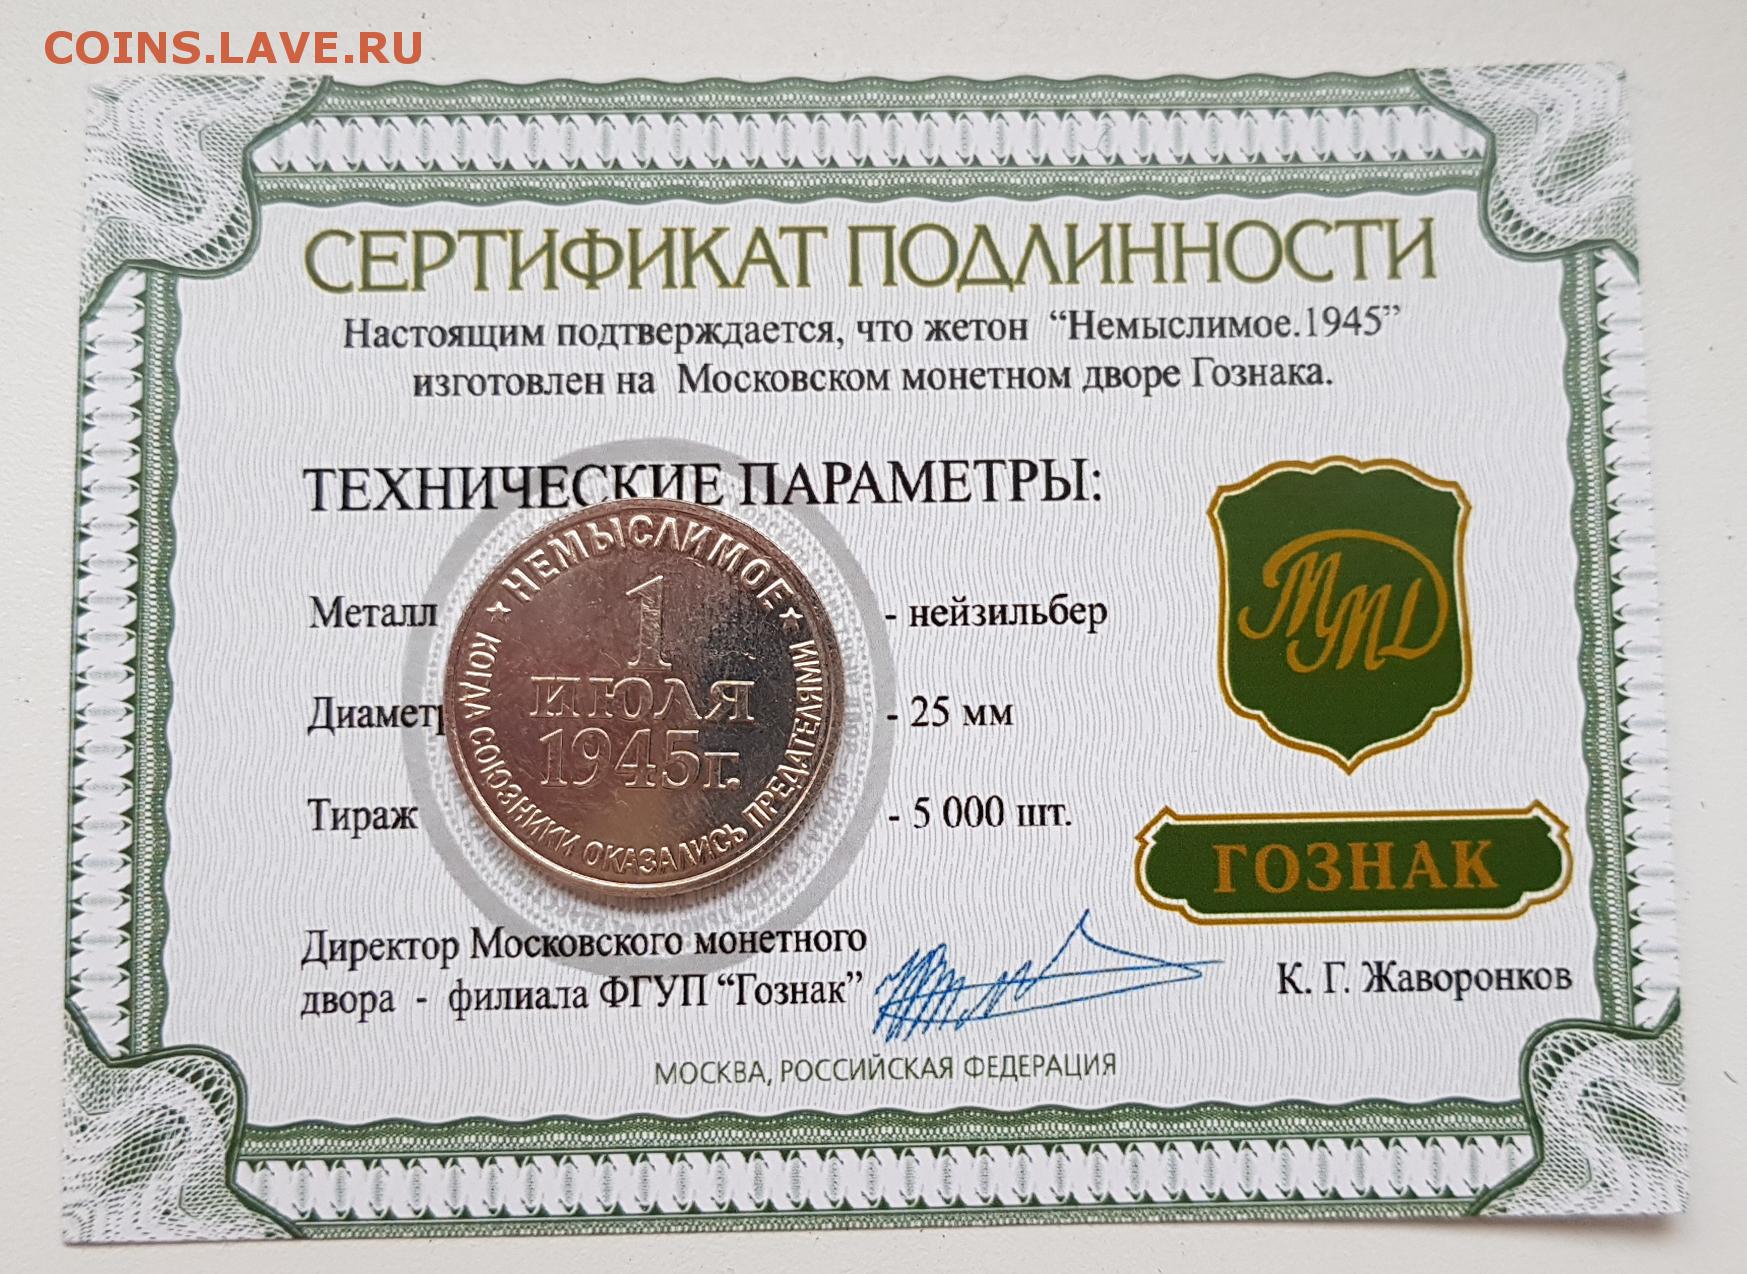 COINS.LAVE.RU
СЕРТИФИКАТ ПОДЛИННОСТИ
Настоящим подтверждается, что жетон “Немыслимое.1945”
изготовлен на Московском монетном дворе Гознака.
ТЕХНИЧЕСКИЕ ПАРАМЕТРЫ:
Металл - нейзильбер
Диаметр - 25 мм
Тираж - 5 000 шт.
НЕМЫСЛИМОЕ
1
ИЮЛЯ
1945г.
КОГДА СОЮЗНИКИ ОКАЗАЛИСЬ ПРЕДАТЕЛЯМИ
ММД
ГОЗНАК
Директор Московского монетного
двора - филиала ФГУП “Гознак”
К. Г. Жаворонков
МОСКВА, РОССИЙСКАЯ ФЕДЕРАЦИЯ